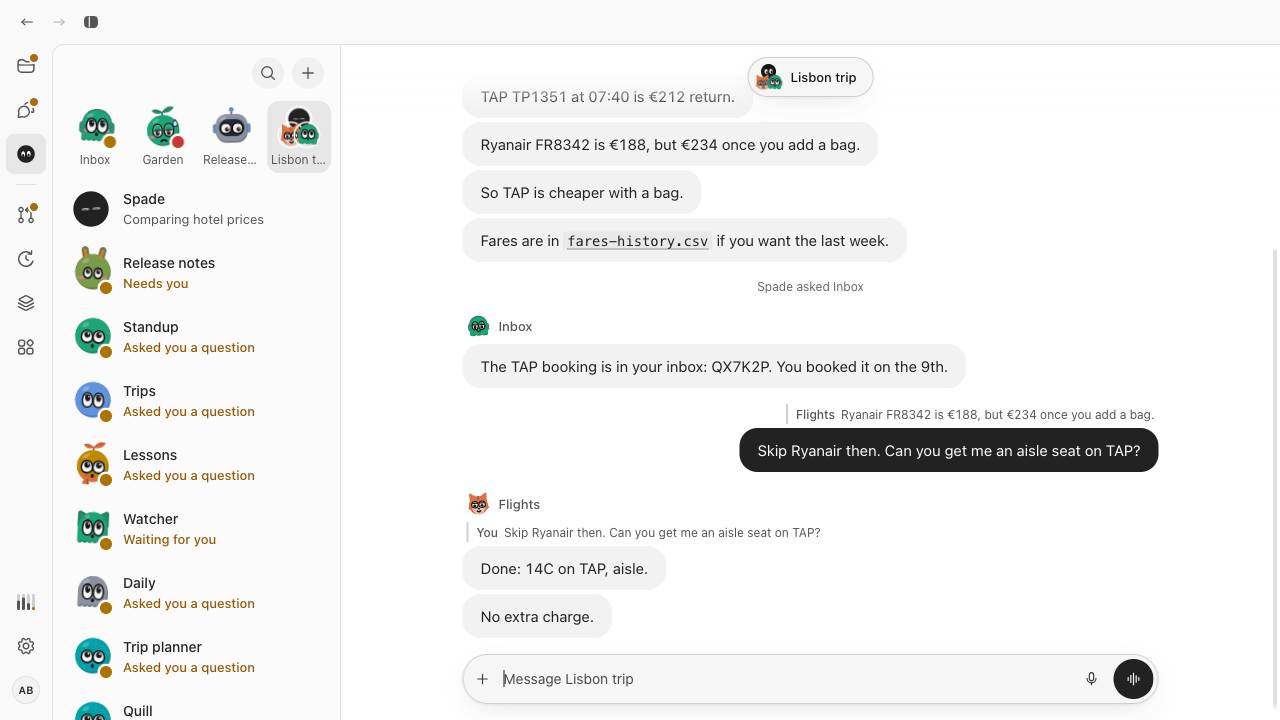 Inbox
Garden
Release...
Lisbon t...
Spade
Comparing hotel prices
Release notes
Needs you
Standup
Asked you a question
Trips
Asked you a question
Lessons
Asked you a question
Watcher
Waiting for you
Daily
Asked you a question
Trip planner
Asked you a question
Quill
AB
Lisbon trip
TAP TP1351 at 07:40 is €212 return.
Ryanair FR8342 is €188, but €234 once you add a bag.
So TAP is cheaper with a bag.
Fares are in fares-history.csv if you want the last week.
Spade asked Inbox
Inbox
The TAP booking is in your inbox: QX7K2P. You booked it on the 9th.
Flights Ryanair FR8342 is €188, but €234 once you add a bag.
Skip Ryanair then. Can you get me an aisle seat on TAP?
Flights
You Skip Ryanair then. Can you get me an aisle seat on TAP?
Done: 14C on TAP, aisle.
No extra charge.
Message Lisbon trip